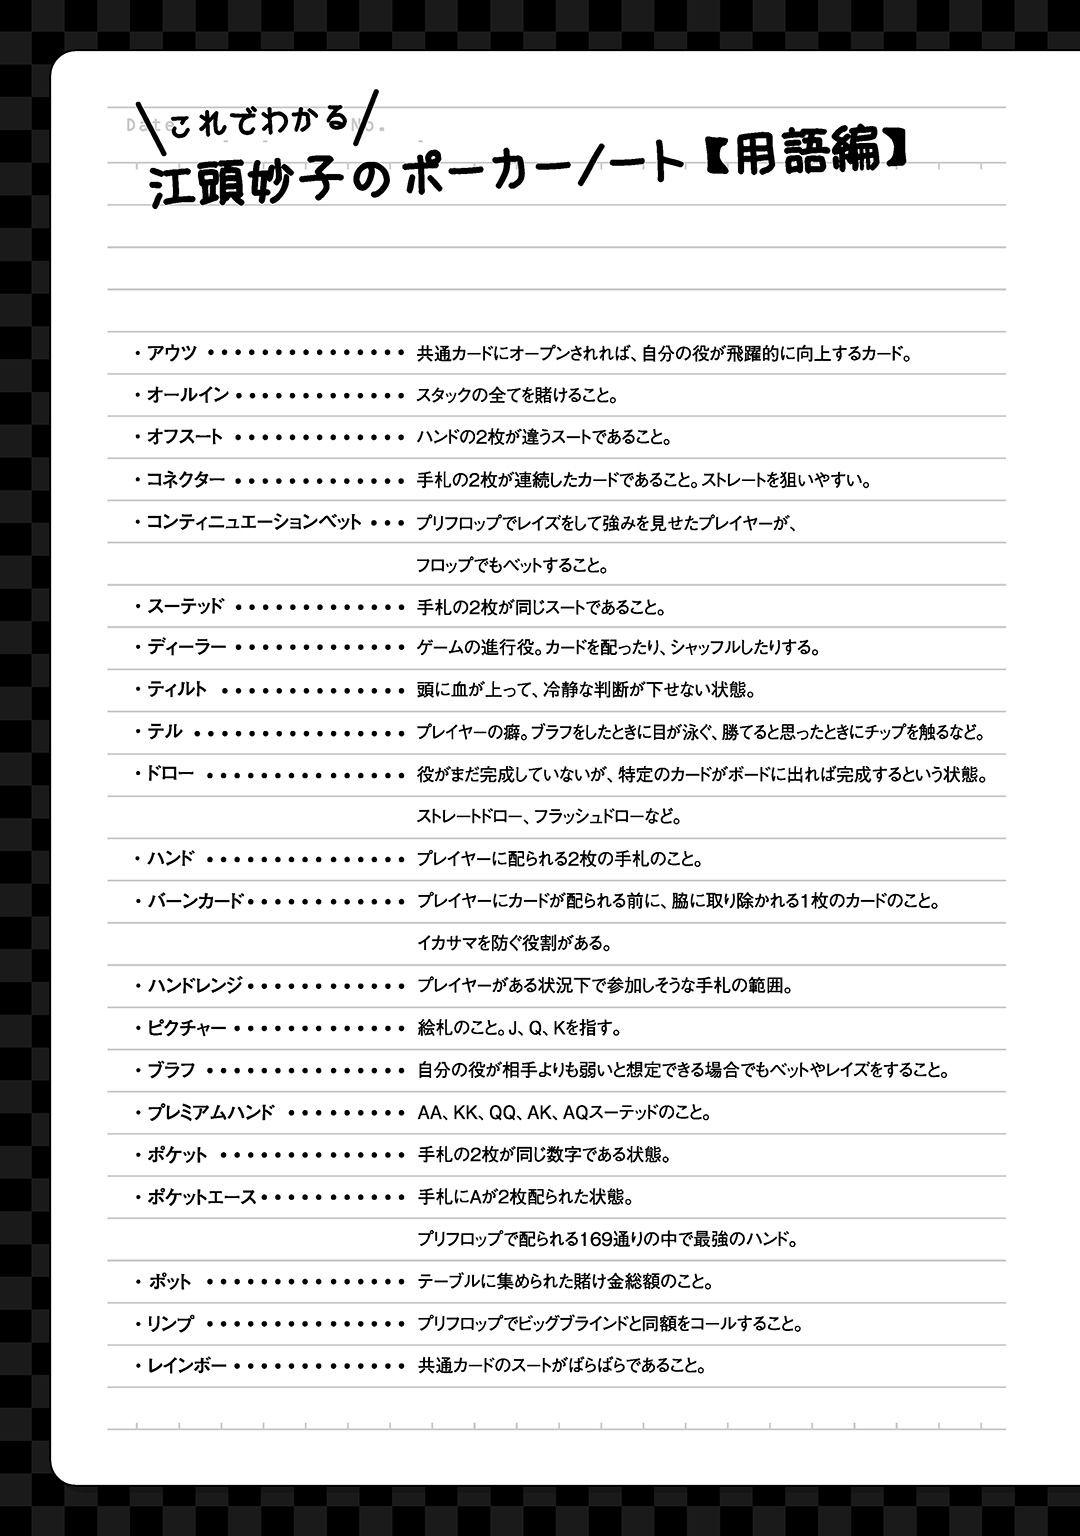 Date
No.
これでわかる
江頭妙子のポーカーノート【用語編】
・アウツ ・・・・・・・・・・・・・・・ 共通カードにオープンされれば、自分の役が飛躍的に向上するカード。
・オールイン ・・・・・・・・・・・・・ スタックの全てを賭けること。
・オフスート ・・・・・・・・・・・・・ ハンドの2枚が違うスートであること。
・コネクター ・・・・・・・・・・・・・ 手札の2枚が連続したカードであること。ストレートを狙いやすい。
・コンティニュエーションベット ・・・ プリフロップでレイズをして強みを見せたプレイヤーが、
フロップでもベットすること。
・スーテッド ・・・・・・・・・・・・・ 手札の2枚が同じスートであること。
・ディーラー ・・・・・・・・・・・・・ ゲームの進行役。カードを配ったり、シャッフルしたりする。
・ティルト ・・・・・・・・・・・・・・ 頭に血が上って、冷静な判断が下せない状態。
・テル ・・・・・・・・・・・・・・・・ プレイヤーの癖。ブラフをしたときに目が泳ぐ、勝てると思ったときにチップを触るなど。
・ドロー ・・・・・・・・・・・・・・・ 役がまだ完成していないが、特定のカードがボードに出れば完成するという状態。
ストレートドロー、フラッシュドローなど。
・ハンド ・・・・・・・・・・・・・・・ プレイヤーに配られる2枚の手札のこと。
・バーンカード・・・・・・・・・・・・ プレイヤーにカードが配られる前に、脇に取り除かれる1枚のカードのこと。
イカサマを防ぐ役割がある。
・ハンドレンジ・・・・・・・・・・・・ プレイヤーがある状況下で参加しそうな手札の範囲。
・ピクチャー ・・・・・・・・・・・・・ 絵札のこと。J、Q、Kを指す。
・ブラフ ・・・・・・・・・・・・・・・ 自分の役が相手よりも弱いと想定できる場合でもベットやレイズをすること。
・プレミアムハンド ・・・・・・・・・ AA、KK、QQ、AK、AQスーテッドのこと。
・ポケット ・・・・・・・・・・・・・・ 手札の2枚が同じ数字である状態。
・ポケットエース・・・・・・・・・・・ 手札にAが2枚配られた状態。
プリフロップで配られる169通りの中で最強のハンド。
・ポット ・・・・・・・・・・・・・・・ テーブルに集められた賭け金総額のこと。
・リンプ ・・・・・・・・・・・・・・・ プリフロップでビッグブラインドと同額をコールすること。
・レインボー ・・・・・・・・・・・・・ 共通カードのスートがばらばらであること。